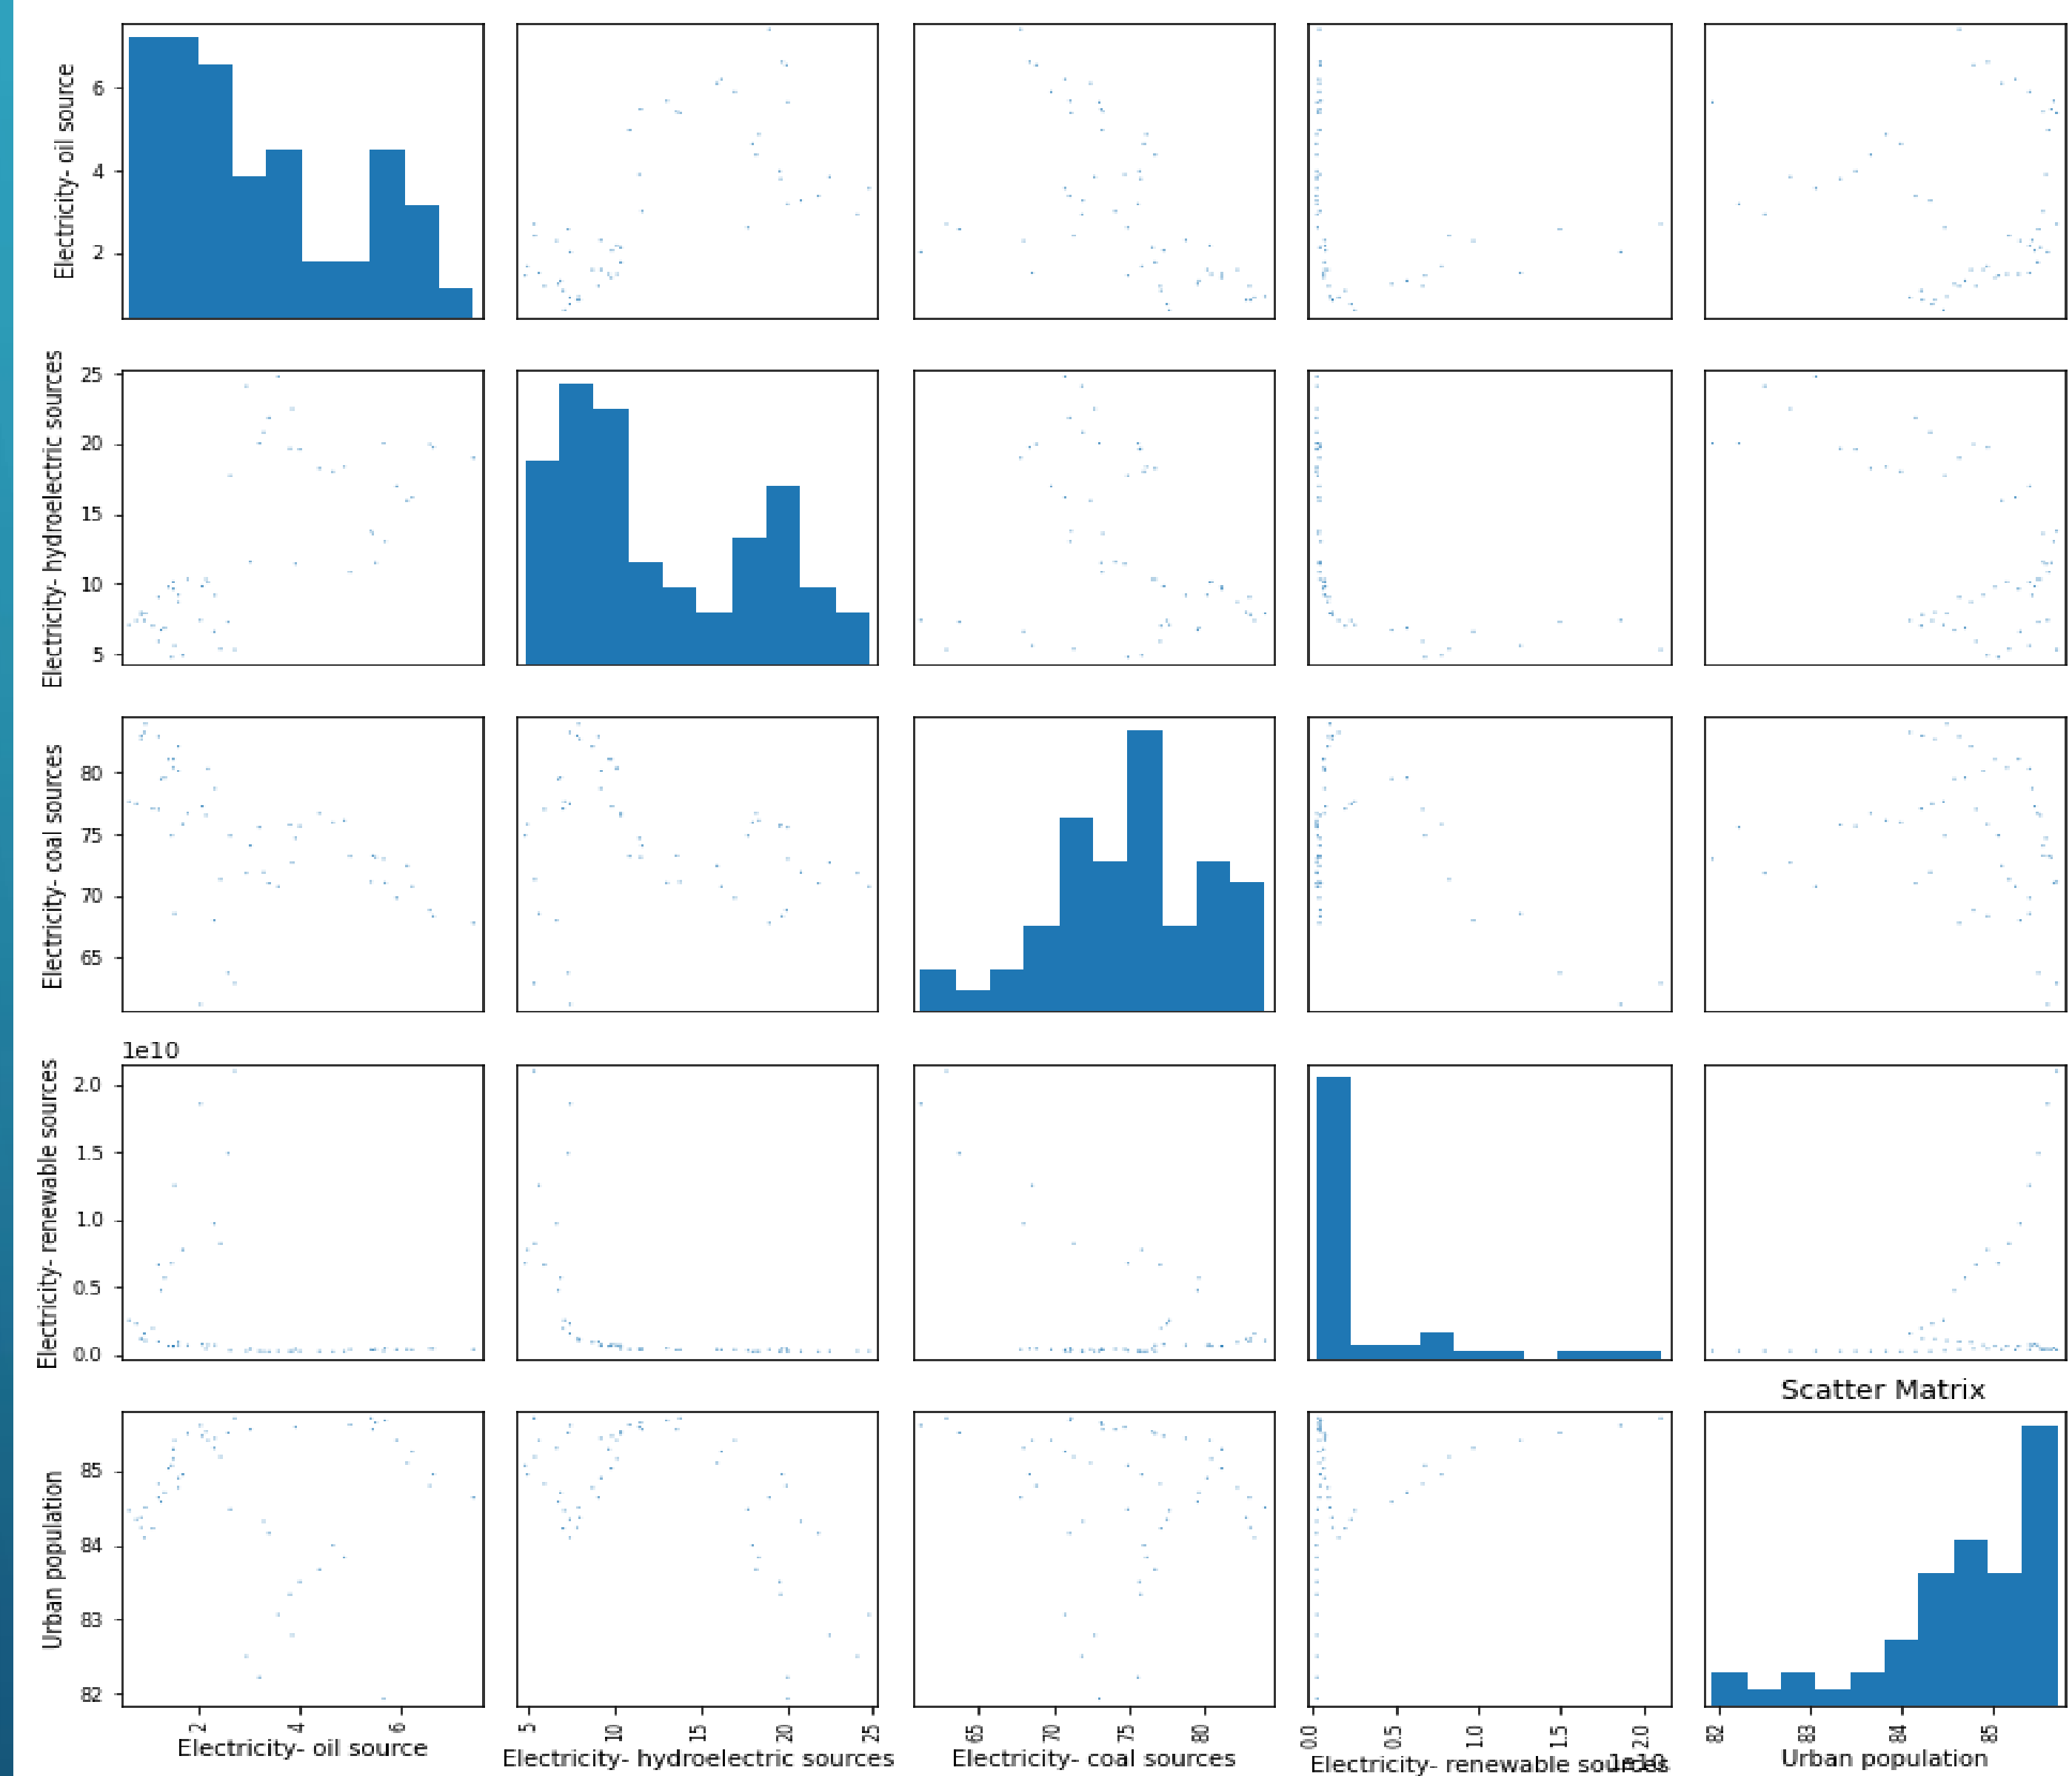 Electricity- oil source
6
4
2
Electricity- hydroelectric sources
25
20
15
10
5
Electricity- coal sources
80
75
70
65
1e10
Electricity- renewable sources
2.0
1.5
1.0
0.5
0.0
Scatter Matrix
Urban population
85
84
83
82
2 4 6
5 10 15 20 25
65 70 75 80
0.0 0.5 1.0 1.5 2.0
82 83 84 85
Electricity- oil source
Electricity- hydroelectric sources
Electricity- coal sources
Electricity- renewable sources
1e10
Urban population